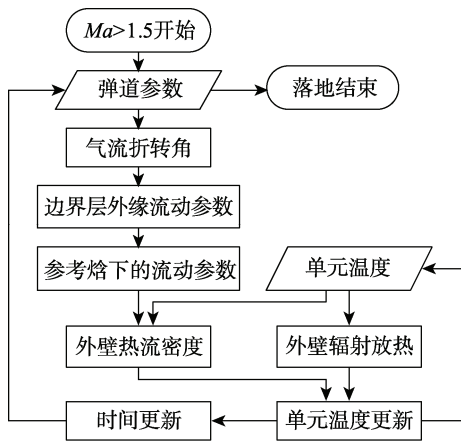 Ma>1.5开始
弹道参数
落地结束
气流折转角
边界层外缘流动参数
参考焓下的流动参数
单元温度
外壁热流密度
外壁辐射放热
时间更新
单元温度更新